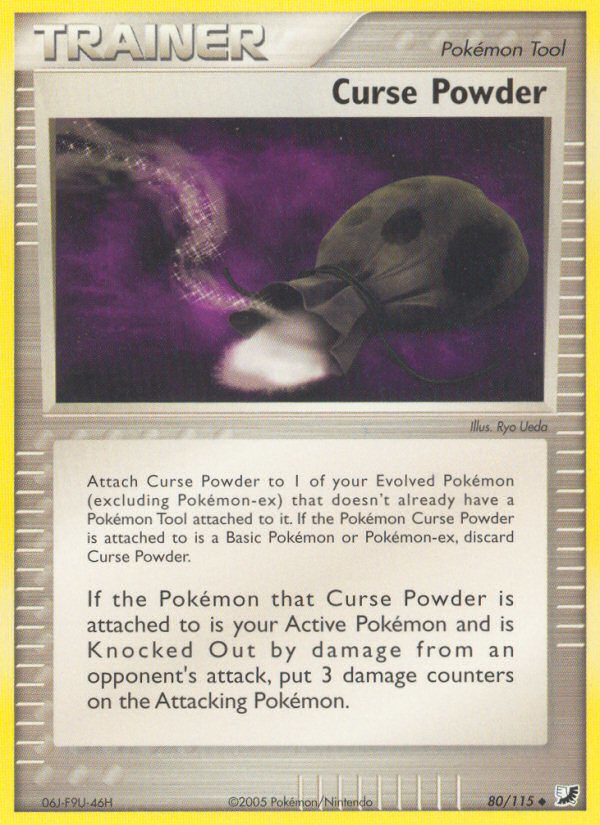 TRAINER
Pokémon Tool
Curse Powder
Illus. Ryo Ueda
Attach Curse Powder to 1 of your Evolved Pokémon
(excluding Pokémon-ex) that doesn't already have a
Pokémon Tool attached to it. If the Pokémon Curse Powder
is attached to is a Basic Pokémon or Pokémon-ex, discard
Curse Powder.
If the Pokémon that Curse Powder is
attached to is your Active Pokémon and is
Knocked Out by damage from an
opponent's attack, put 3 damage counters
on the Attacking Pokémon.
06J-F9U-46H
©2005 Pokémon/Nintendo
80/115 ◆